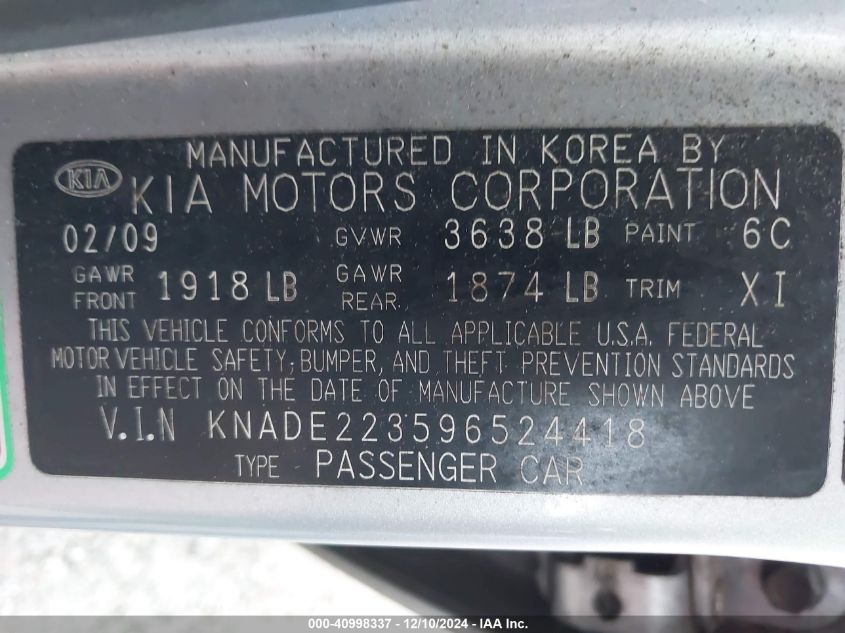 MANUFACTURED IN KOREA BY
KIA KIA MOTORS CORPORATION
02/09 GVWR 3638 LB PAINT 6C
GAWR FRONT 1918 LB GAWR REAR 1874 LB TRIM XI
THIS VEHICLE CONFORMS TO ALL APPLICABLE U.S.A. FEDERAL
MOTOR VEHICLE SAFETY, BUMPER, AND THEFT PREVENTION STANDARDS
IN EFFECT ON THE DATE OF MANUFACTURE SHOWN ABOVE
V.I.N KNADE223596524418
TYPE PASSENGER CAR
000-40998337 - 12/10/2024 - IAA Inc.